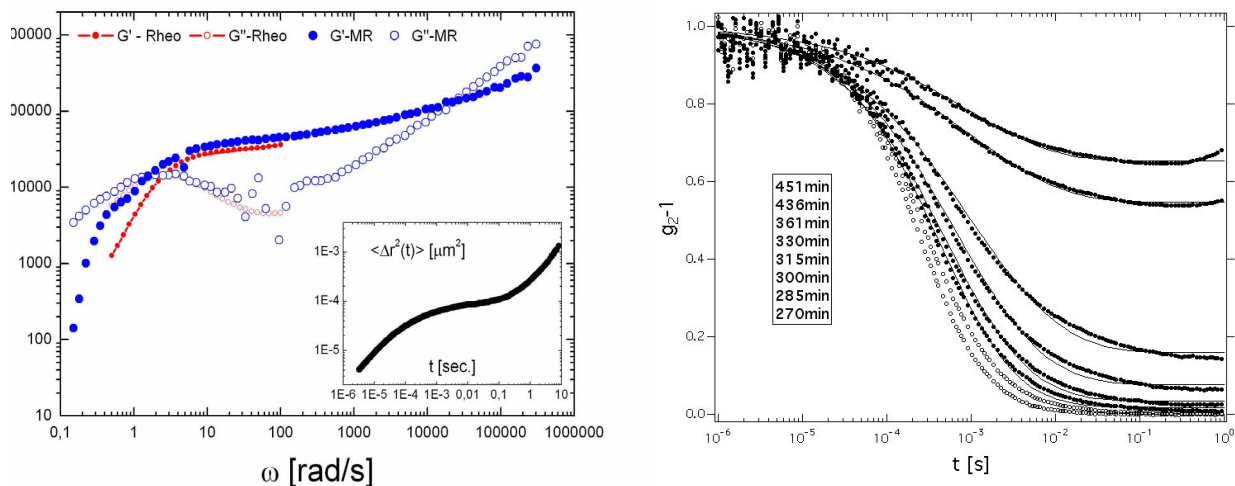 G' - Rheo G''-Rheo G'-MR G''-MR
00000
00000
10000
1000
100
10
<Δr²(t)> [μm²]
1E-3
1E-4
1E-5
t [sec.]
1E-6 1E-5 1E-4 1E-3 0,01 0,1 1 10
0,1 1 10 100 1000 10000 100000 1000000
ω [rad/s]
1.0
0.8
0.6
0.4
0.2
0.0
g₂-1
451min
436min
361min
330min
315min
300min
285min
270min
10⁻⁶ 10⁻⁵ 10⁻⁴ 10⁻³ 10⁻² 10⁻¹ 10⁰
t [s]